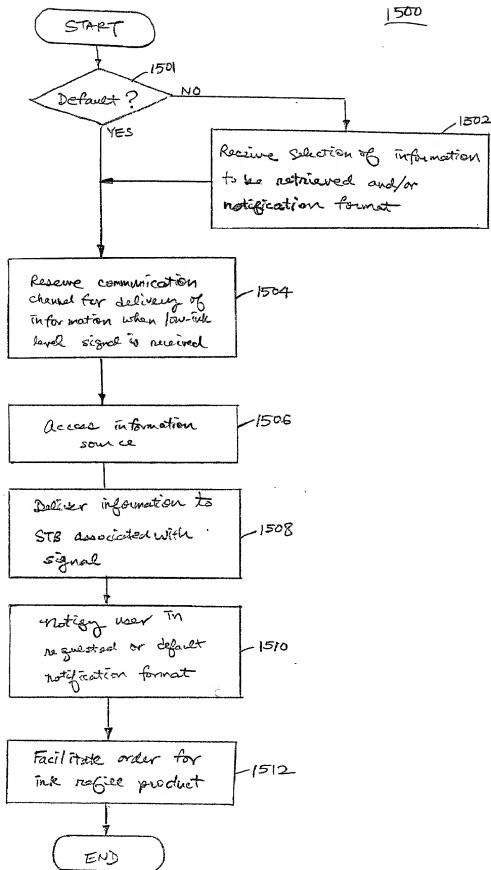 1500
START
1501
Default?
NO
YES
1502
Receive selection of information
to be retrieved and/or
notification format
Reserve communication
channel for delivery of
information when low-ink
level signal is received
1504
Access information
source
1506
Deliver information to
STB associated with
signal
1508
Notify user in
requested or default
notification format
1510
Facilitate order for
ink refill product
1512
END